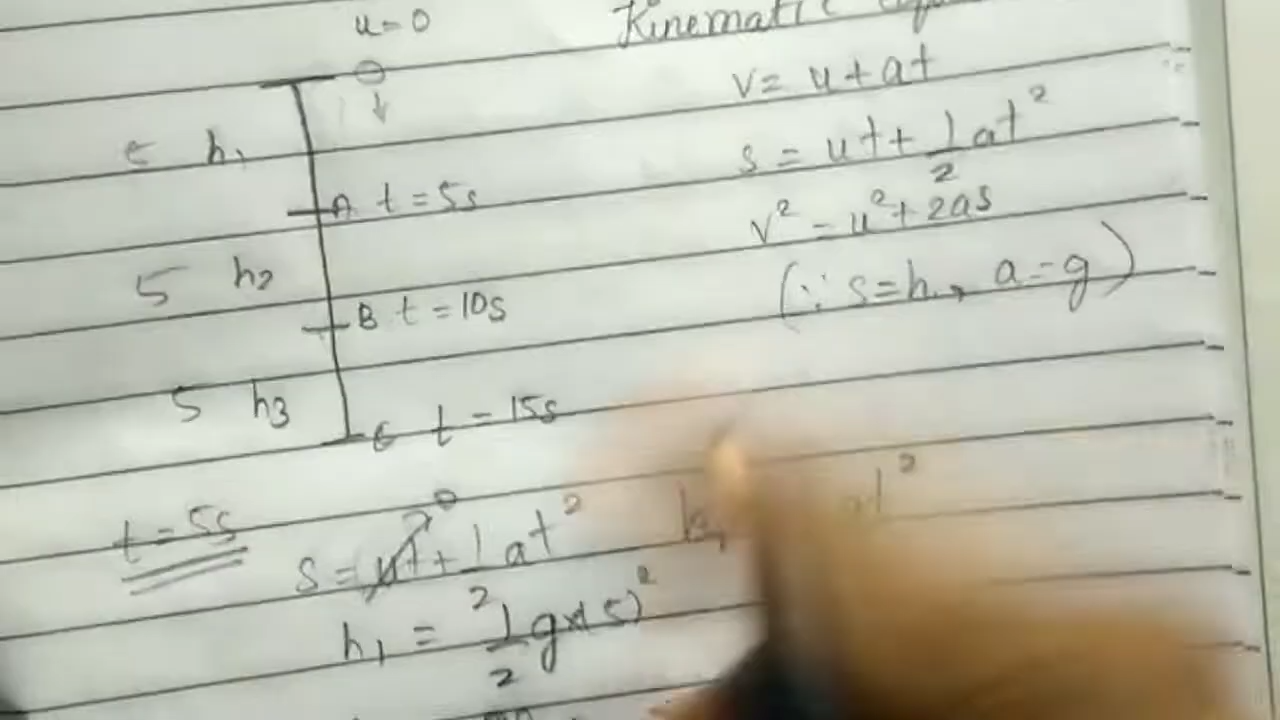 u=0
Kinematic
v= u+at
s = ut+ 1/2 at²
v² = u²+2as
(∵ s=h, a=g)
h₁
A t = 5s
5 h₂
B t = 10s
5 h₃
C t = 15s
t = 5s
s = ut + 1/2 at²
0
h₁ = 1/2 g×(5)²